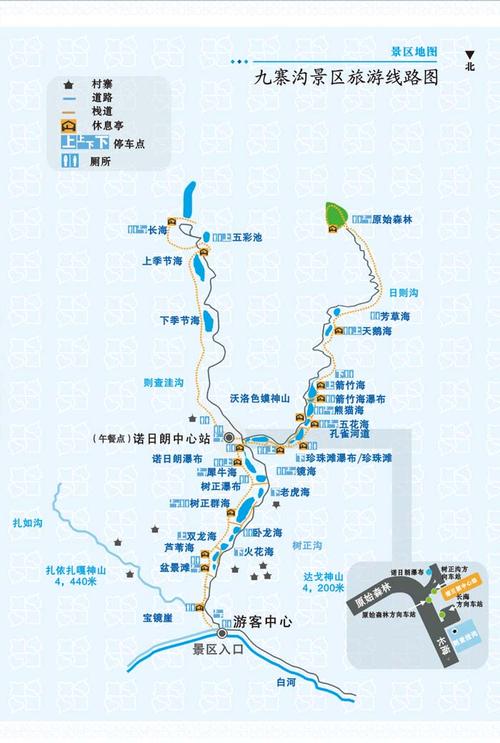 景区地图
九寨沟景区旅游线路图
北
村寨
道路
栈道
休息亭
上上下下 停车点
厕所
长海
五彩池
原始森林
上季节海
日则沟
下季节海
芳草海
天鹅海
则查洼沟
箭竹海
沃洛色嫫神山
箭竹海瀑布
熊猫海
五花海
孔雀河道
(午餐点)诺日朗中心站
珍珠滩瀑布/珍珠滩
诺日朗瀑布
镜海
犀牛海
树正瀑布
老虎海
树正群海
扎如沟
双龙海
卧龙海
树正沟
芦苇海
火花海
盆景滩
扎依扎嘎神山
4,440米
达戈神山
4,200米
宝镜崖
游客中心
景区入口
白河
诺日朗瀑布
树正沟方
向车站
诺日朗中心站
长海
方向车站
原始森林
原始森林方向车站
长海